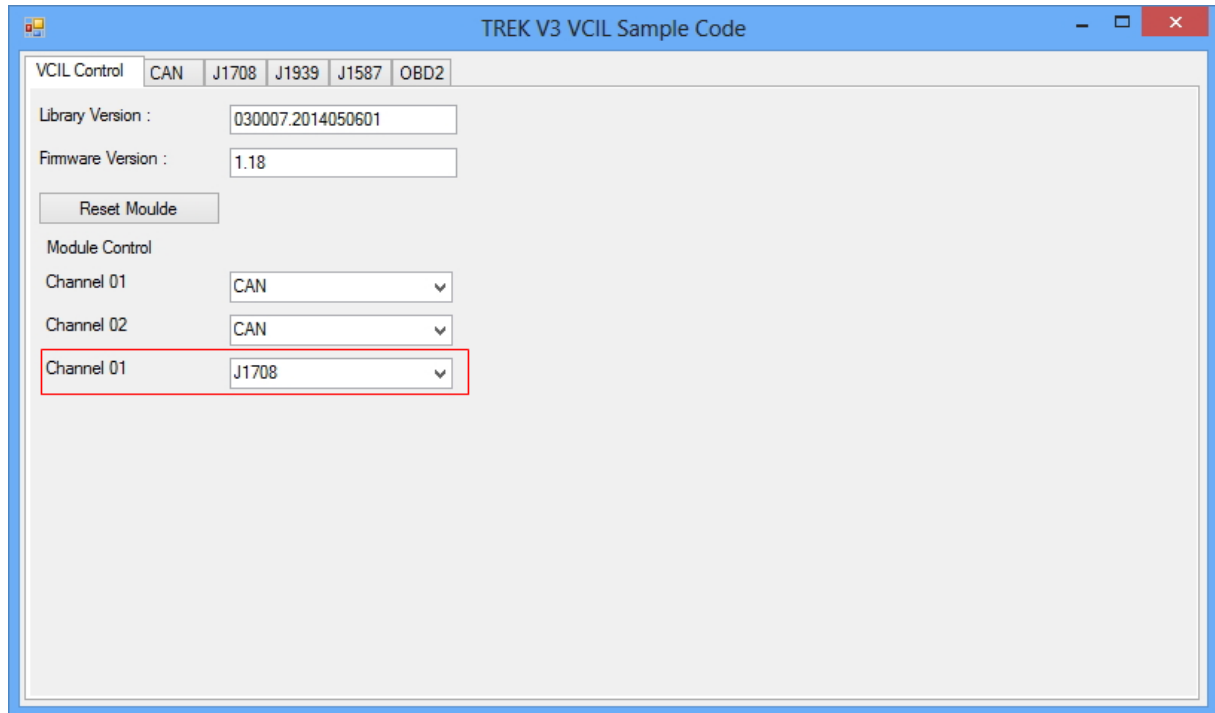 TREK V3 VCIL Sample Code
VCIL Control CAN J1708 J1939 J1587 OBD2
Library Version : 030007.2014050601
Firmware Version : 1.18
Reset Moulde
Module Control
Channel 01 CAN
Channel 02 CAN
Channel 01 J1708